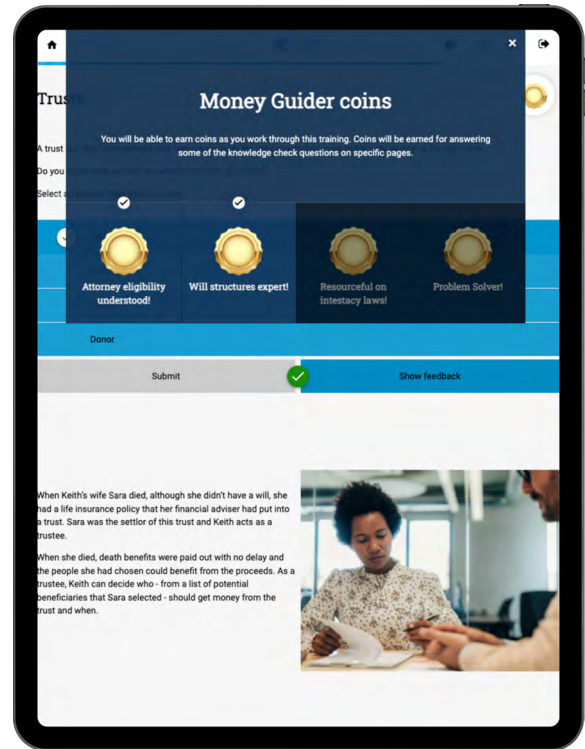 Trus
Money Guider coins
You will be able to earn coins as you work through this training. Coins will be earned for answering
some of the knowledge check questions on specific pages.
A trust
Do you
Select a
Attorney eligibility
understood!
Will structures expert!
Resourceful on
intestacy laws!
Problem Solver!
Donor
Submit
Show feedback
When Keith's wife Sara died, although she didn't have a will, she
had a life insurance policy that her financial adviser had put into
a trust. Sara was the settlor of this trust and Keith acts as a
trustee.
When she died, death benefits were paid out with no delay and
the people she had chosen could benefit from the proceeds. As a
trustee, Keith can decide who - from a list of potential
beneficiaries that Sara selected - should get money from the
trust and when.